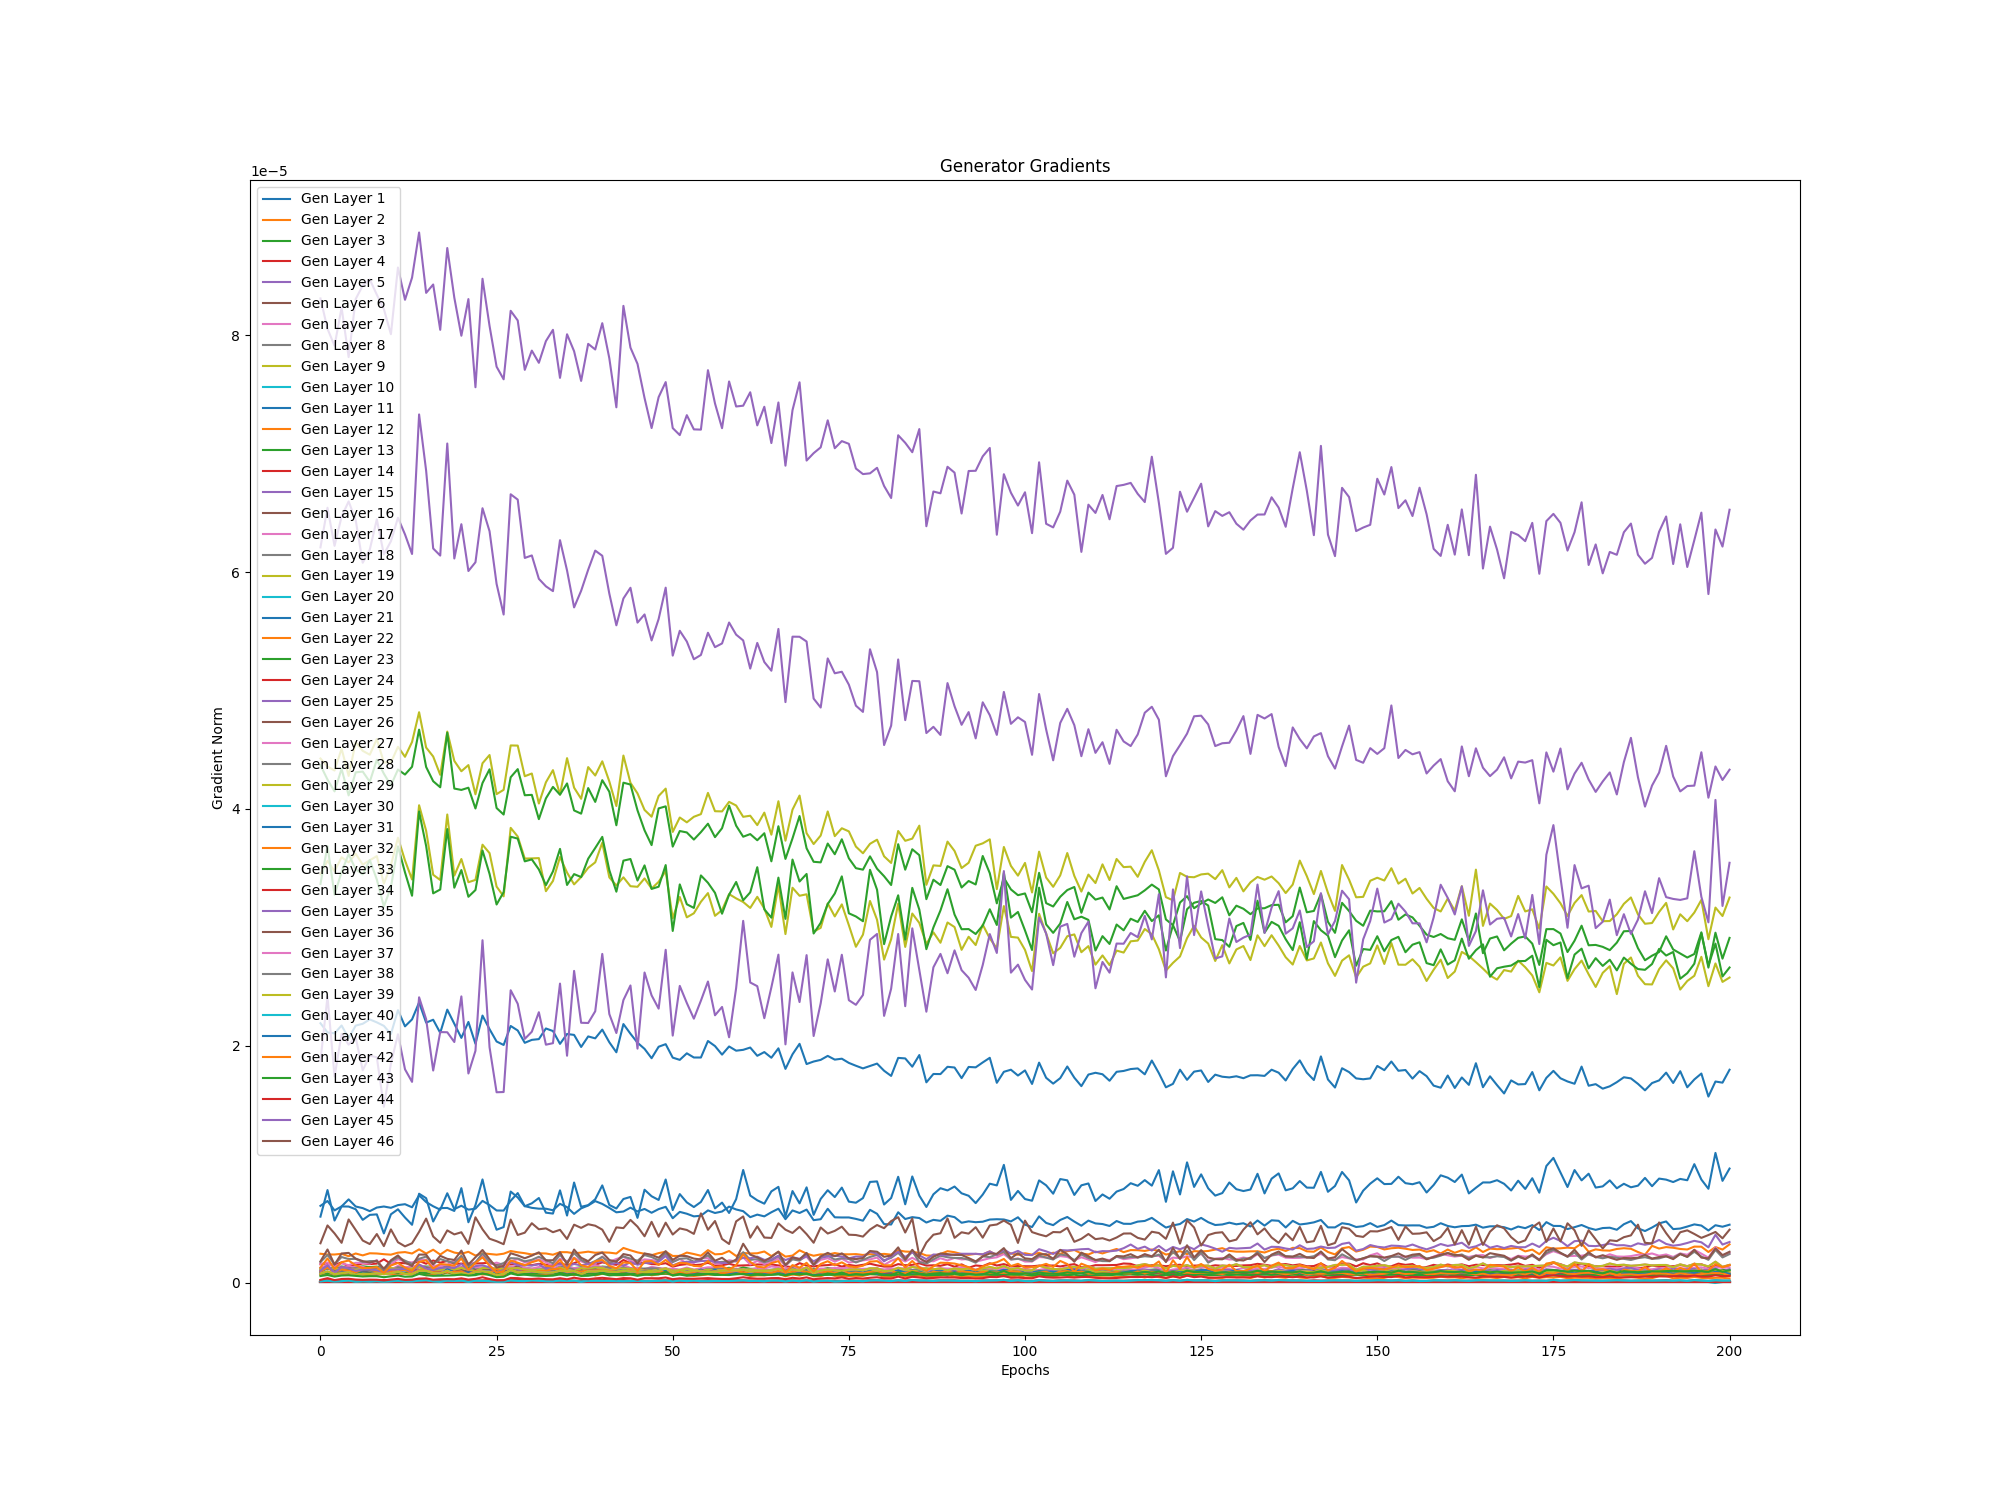 Generator Gradients
1e−5
Gen Layer 1
Gen Layer 2
Gen Layer 3
Gen Layer 4
Gen Layer 5
Gen Layer 6
Gen Layer 7
Gen Layer 8
Gen Layer 9
Gen Layer 10
Gen Layer 11
Gen Layer 12
Gen Layer 13
Gen Layer 14
Gen Layer 15
Gen Layer 16
Gen Layer 17
Gen Layer 18
Gen Layer 19
Gen Layer 20
Gen Layer 21
Gen Layer 22
Gen Layer 23
Gen Layer 24
Gen Layer 25
Gen Layer 26
Gen Layer 27
Gen Layer 28
Gen Layer 29
Gen Layer 30
Gen Layer 31
Gen Layer 32
Gen Layer 33
Gen Layer 34
Gen Layer 35
Gen Layer 36
Gen Layer 37
Gen Layer 38
Gen Layer 39
Gen Layer 40
Gen Layer 41
Gen Layer 42
Gen Layer 43
Gen Layer 44
Gen Layer 45
Gen Layer 46
8
6
4
2
0
Gradient Norm
0 25 50 75 100 125 150 175 200
Epochs